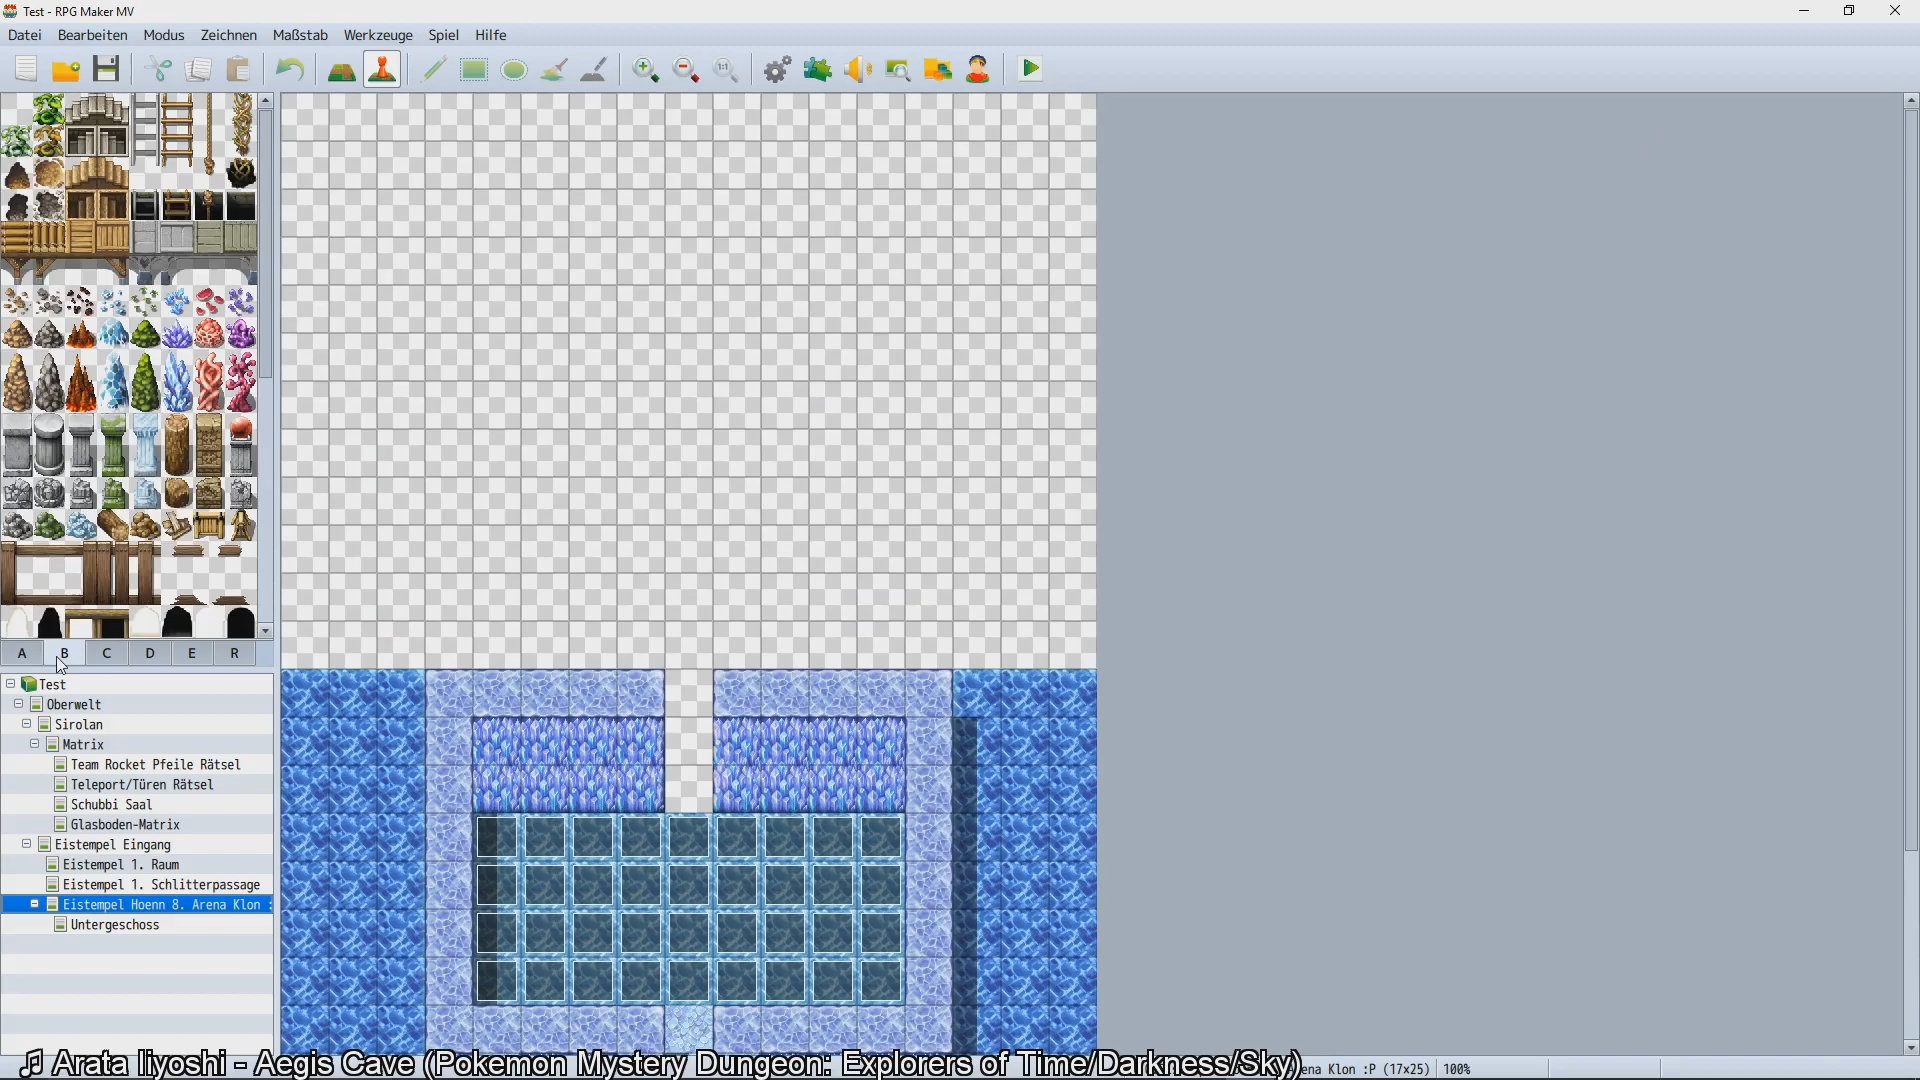 Test - RPG Maker MV
Datei Bearbeiten Modus Zeichnen Maßstab Werkzeuge Spiel Hilfe
1:1
A B C D E R
Test
Oberwelt
Sirolan
Matrix
Team Rocket Pfeile Rätsel
Teleport/Türen Rätsel
Schubbi Saal
Glasboden-Matrix
Eistempel Eingang
Eistempel 1. Raum
Eistempel 1. Schlitterpassage
Eistempel Hoenn 8. Arena Klon :
Untergeschoss
♫ Arata Iiyoshi - Aegis Cave (Pokemon Mystery Dungeon: Explorers of Time/Darkness/Sky)
ena Klon :P (17x25) 100%